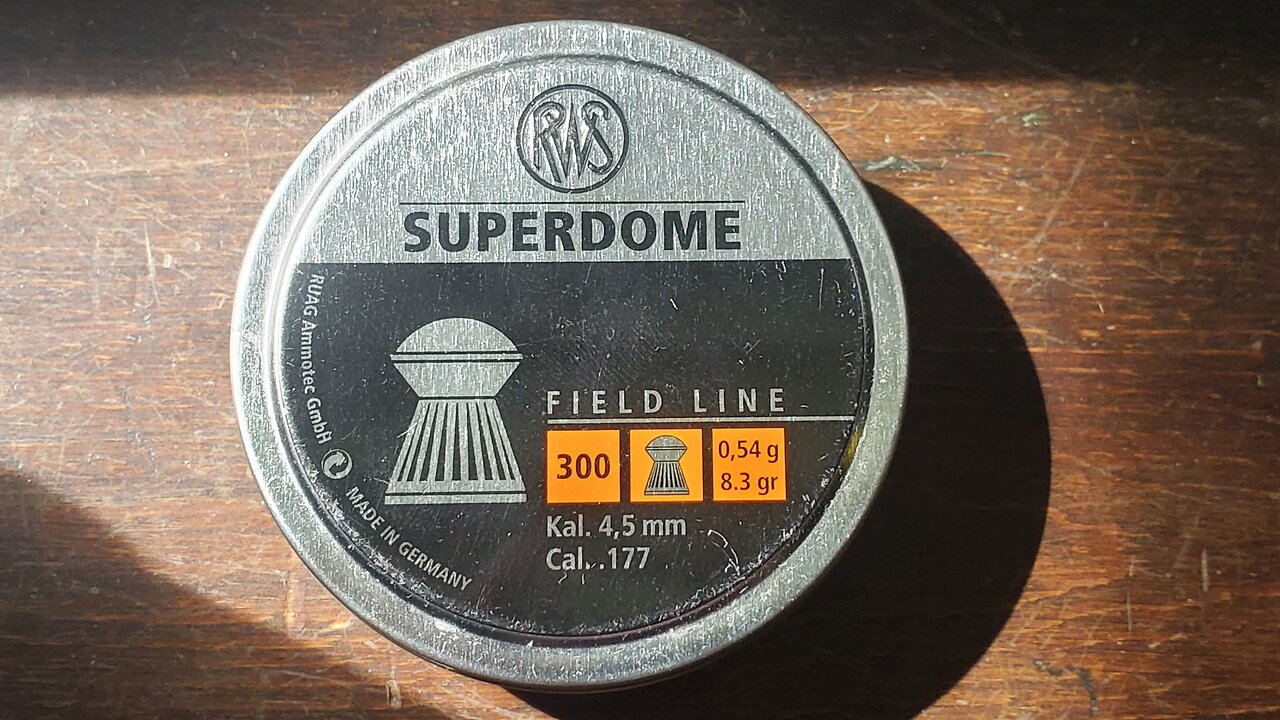 RWS
SUPERDOME
RUAG Ammotec GmbH
MADE IN GERMANY
FIELD LINE
300
0,54 g
8.3 gr
Kal. 4,5 mm
Cal. .177